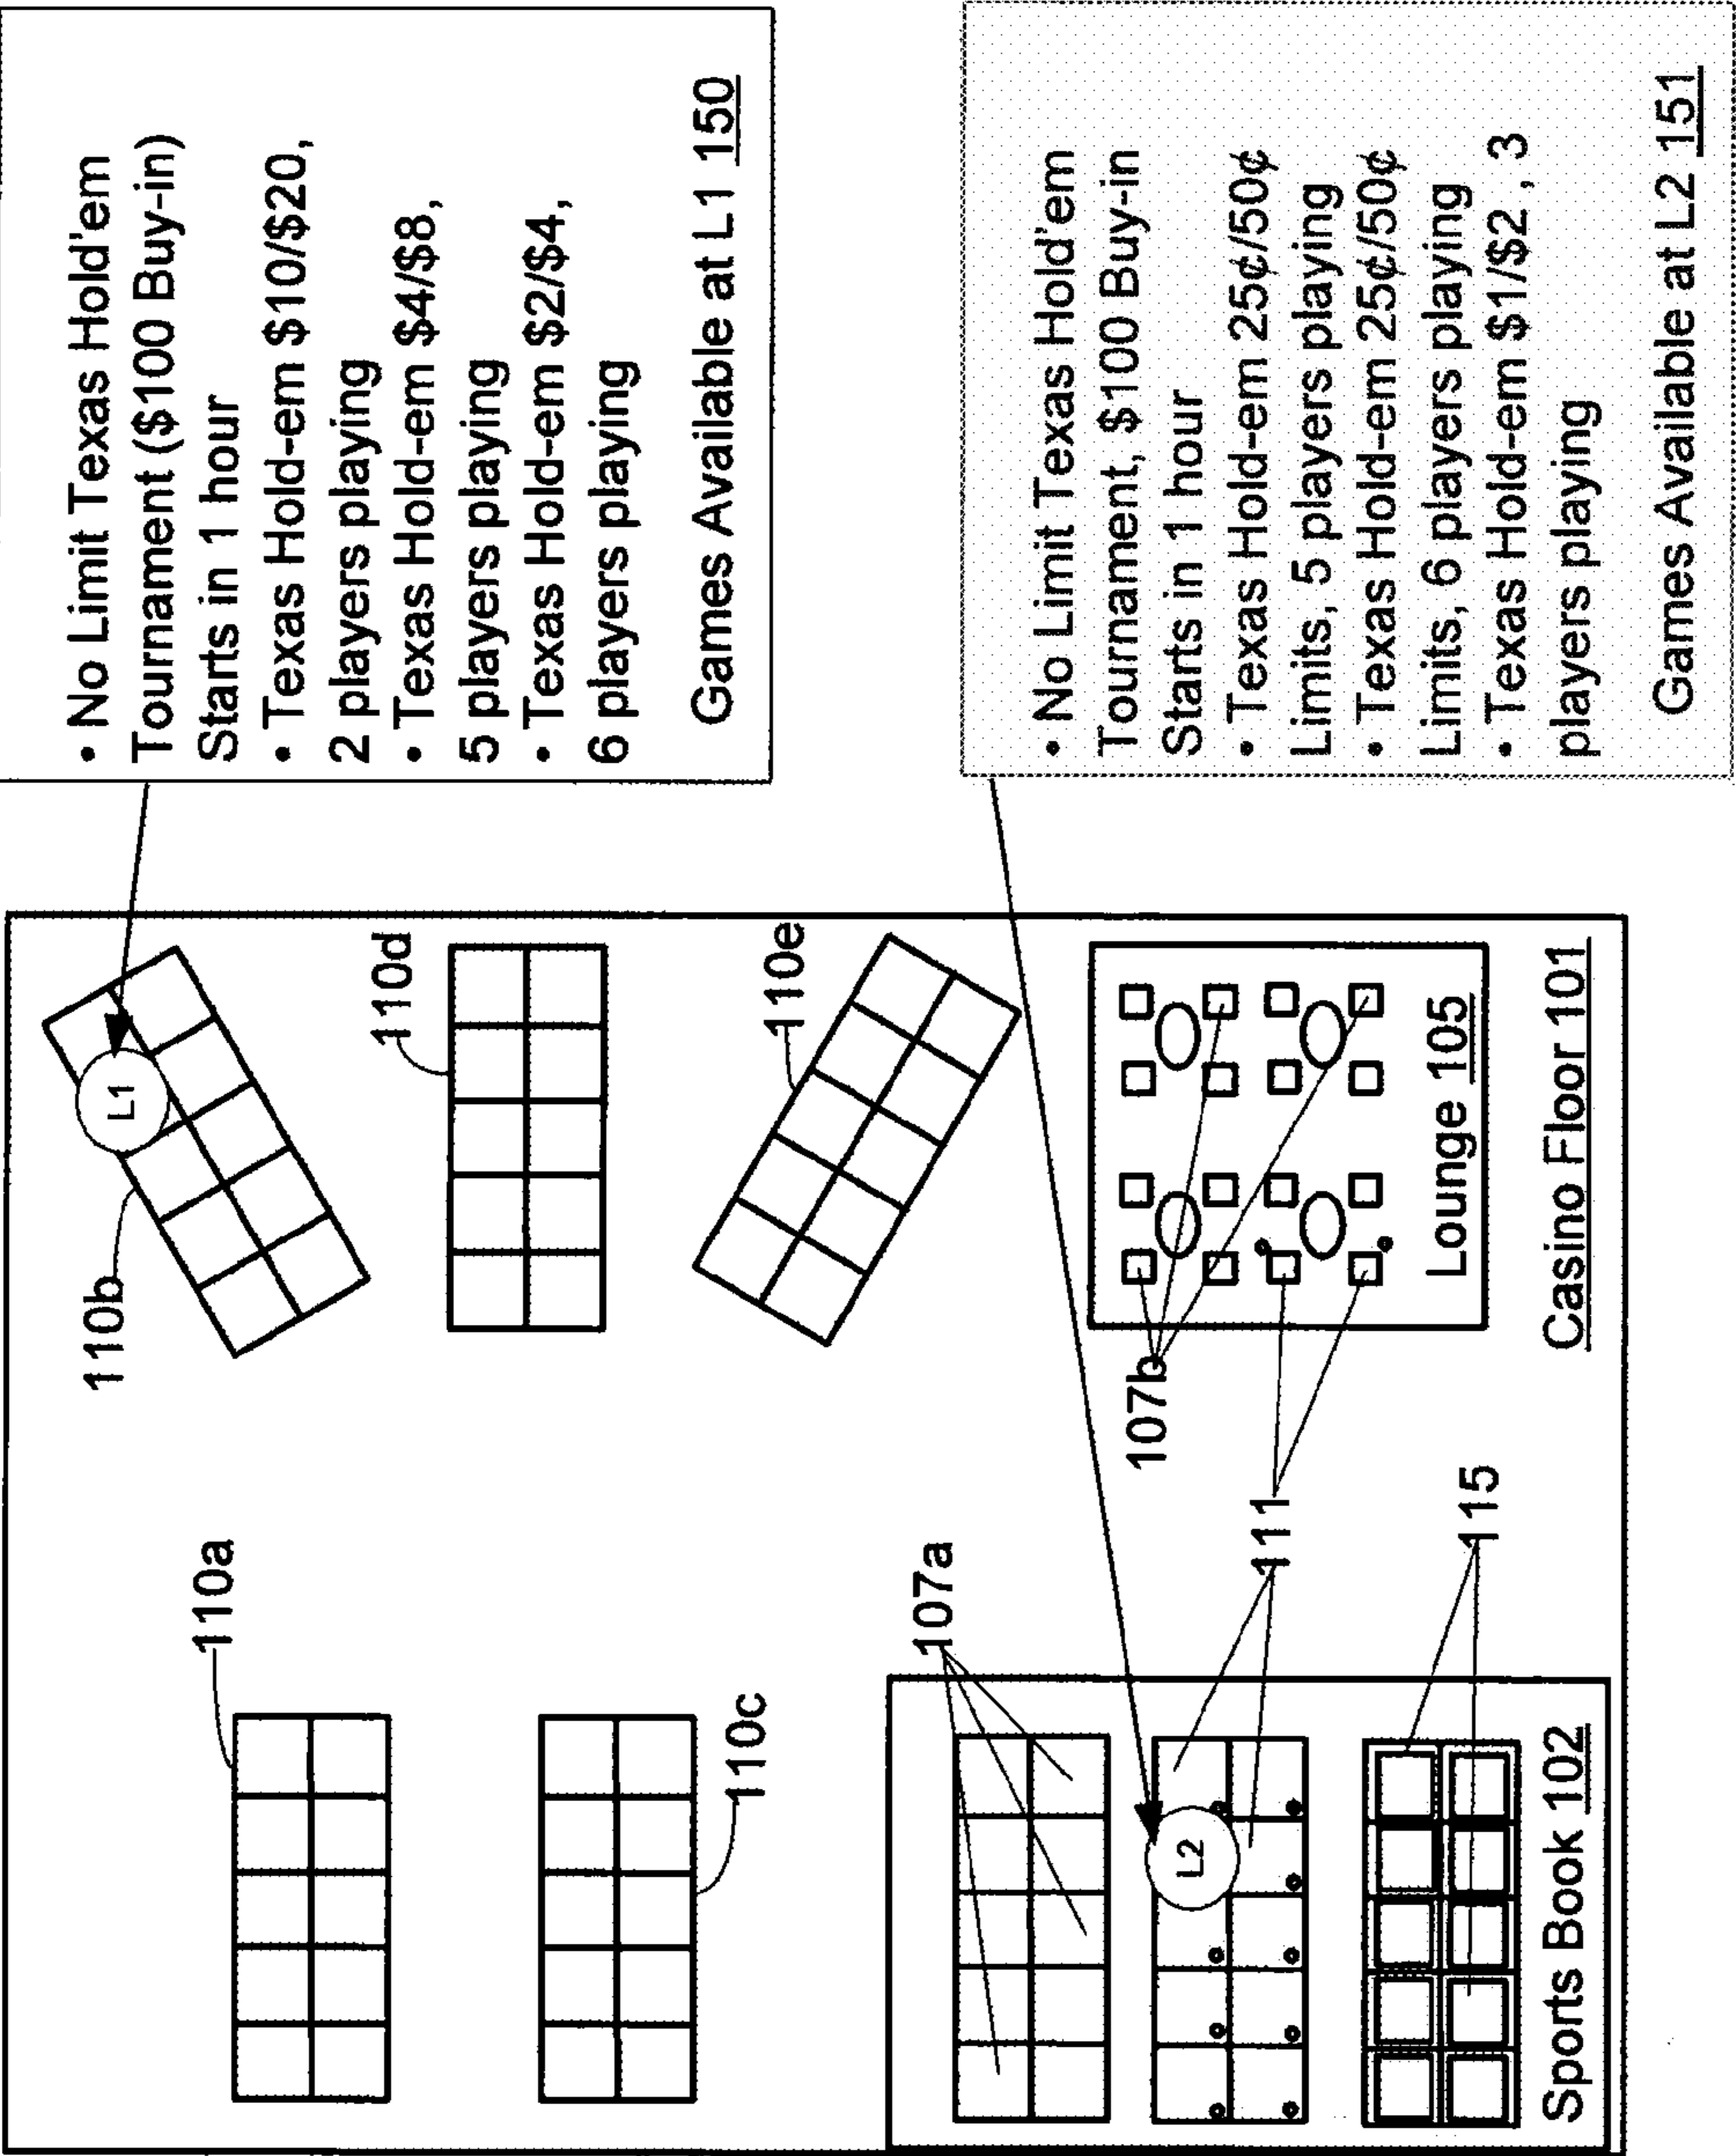 110a
110b
L1
110c
110d
107a
110e
L2
111
107b
115
Sports Book 102
Lounge 105
Casino Floor 101
• No Limit Texas Hold'em
Tournament ($100 Buy-in)
Starts in 1 hour
• Texas Hold-em $10/$20,
2 players playing
• Texas Hold-em $4/$8,
5 players playing
• Texas Hold-em $2/$4,
6 players playing
Games Available at L1 150
• No Limit Texas Hold'em
Tournament, $100 Buy-in
Starts in 1 hour
• Texas Hold-em 25¢/50¢
Limits, 5 players playing
• Texas Hold-em 25¢/50¢
Limits, 6 players playing
• Texas Hold-em $1/$2 , 3
players playing
Games Available at L2 151